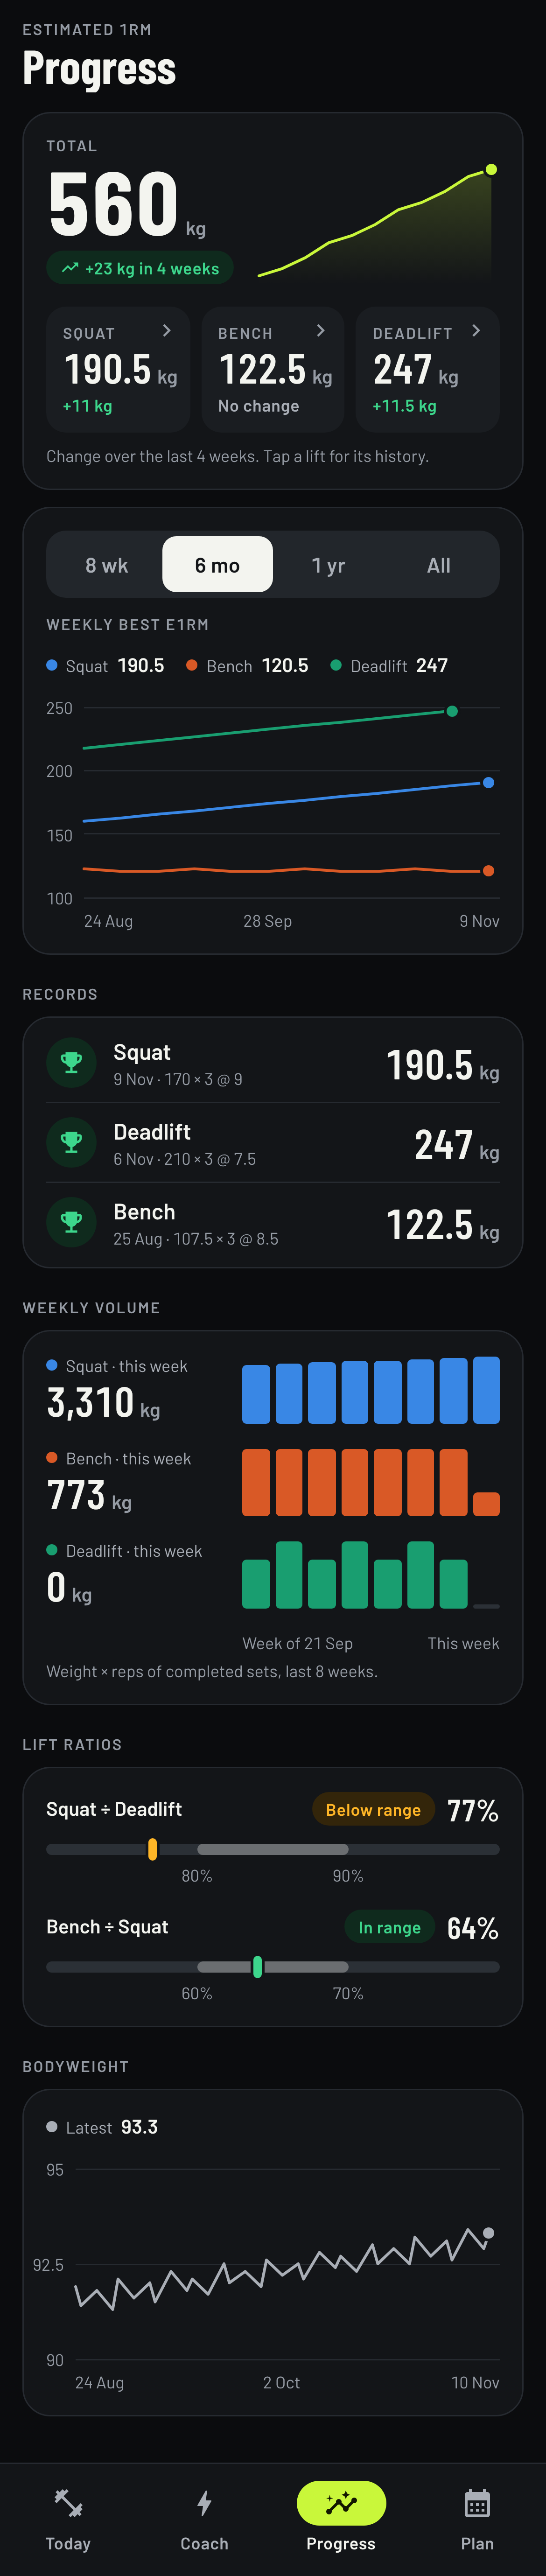 ESTIMATED 1RM
Progress
TOTAL
560 kg
+23 kg in 4 weeks
SQUAT
190.5 kg
+11 kg
BENCH
122.5 kg
No change
DEADLIFT
247 kg
+11.5 kg
Change over the last 4 weeks. Tap a lift for its history.
8 wk 6 mo 1 yr All
WEEKLY BEST E1RM
Squat 190.5 Bench 120.5 Deadlift 247
250
200
150
100
24 Aug 28 Sep 9 Nov
RECORDS
Squat
9 Nov · 170 × 3 @ 9
190.5 kg
Deadlift
6 Nov · 210 × 3 @ 7.5
247 kg
Bench
25 Aug · 107.5 × 3 @ 8.5
122.5 kg
WEEKLY VOLUME
Squat · this week
3,310 kg
Bench · this week
773 kg
Deadlift · this week
0 kg
Week of 21 Sep This week
Weight × reps of completed sets, last 8 weeks.
LIFT RATIOS
Squat ÷ Deadlift Below range 77%
80% 90%
Bench ÷ Squat In range 64%
60% 70%
BODYWEIGHT
Latest 93.3
95
92.5
90
24 Aug 2 Oct 10 Nov
Today Coach Progress Plan